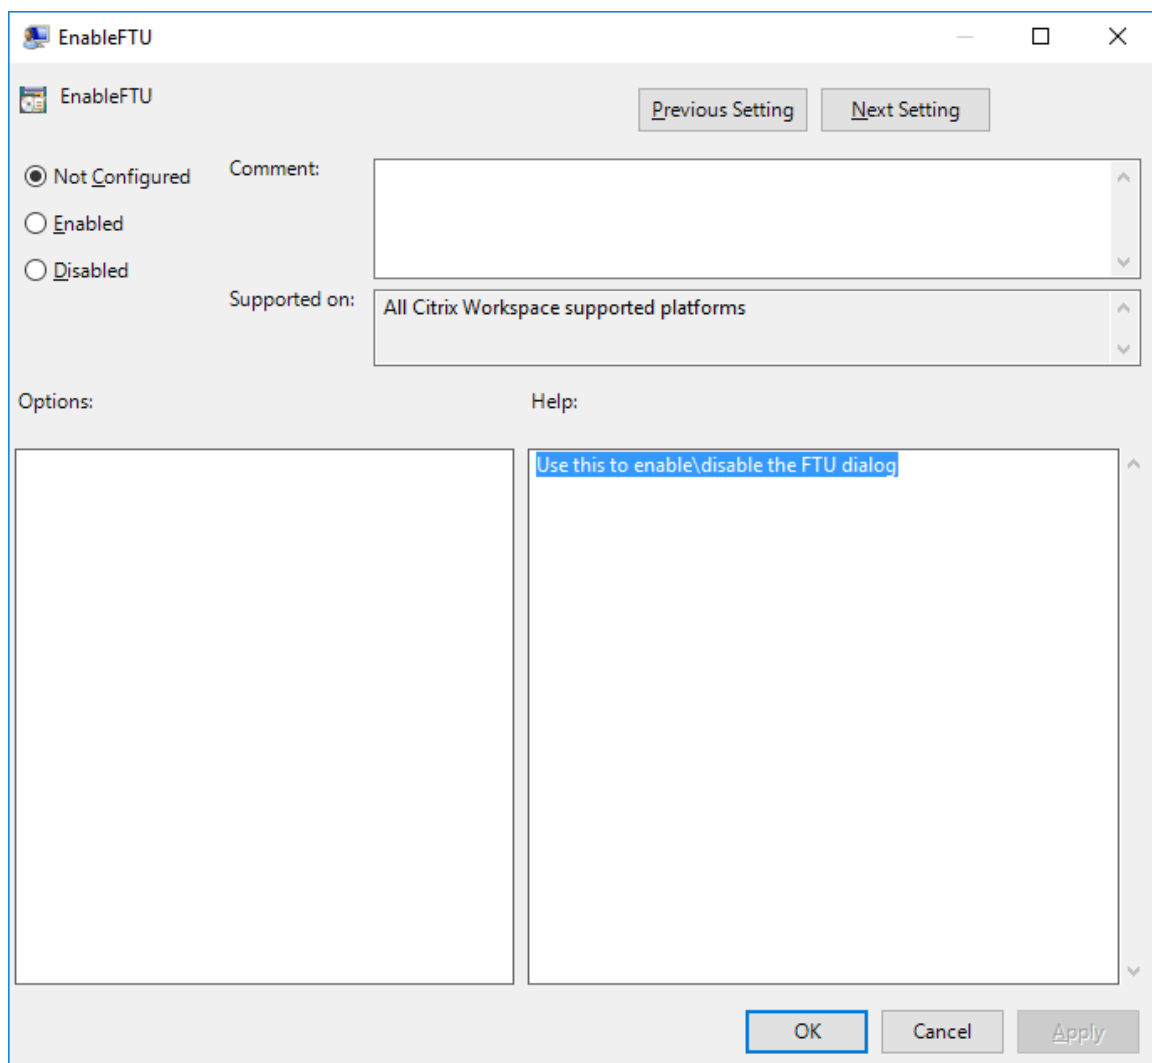 EnableFTU
EnableFTU
Previous Setting
Next Setting
Not Configured
Comment:
Enabled
Disabled
Supported on:
All Citrix Workspace supported platforms
Options:
Help:
Use this to enable\disable the FTU dialog
OK
Cancel
Apply